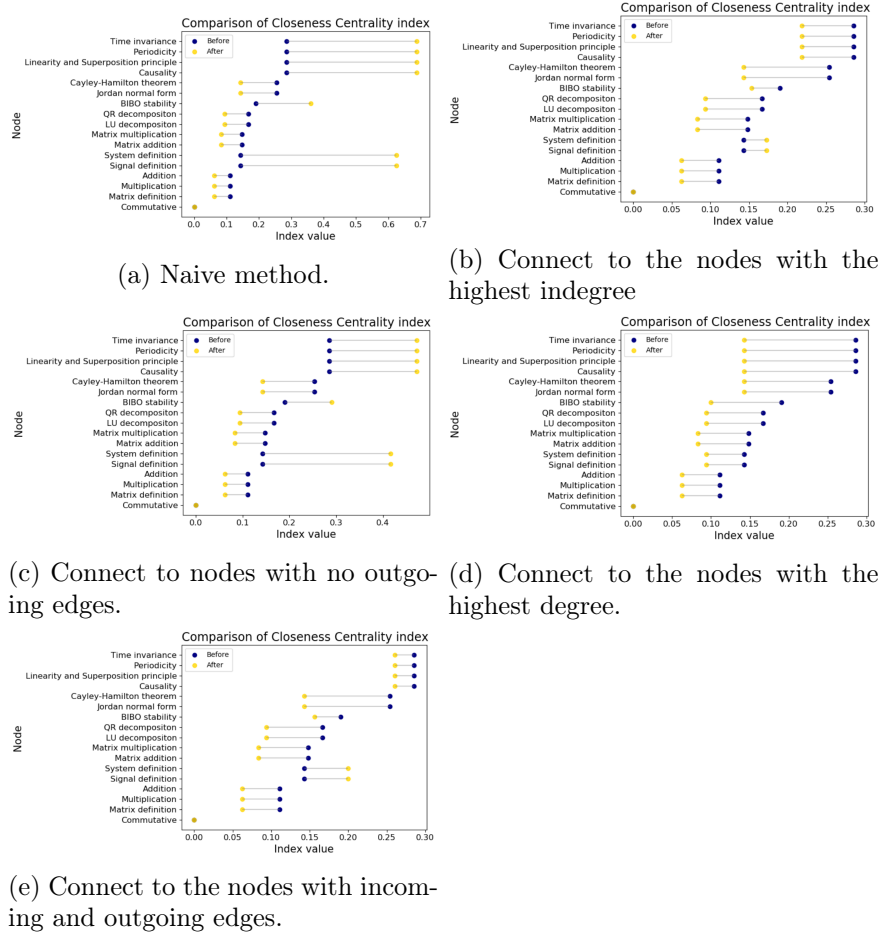 Comparison of Closeness Centrality index
Before
After
Time invariance
Periodicity
Linearity and Superposition principle
Causality
Cayley-Hamilton theorem
Jordan normal form
BIBO stability
QR decompositon
LU decompositon
Matrix multiplication
Matrix addition
System definition
Signal definition
Addition
Multiplication
Matrix definition
Commutative
Node
0.0 0.1 0.2 0.3 0.4 0.5 0.6 0.7
Index value
(a) Naive method.
Comparison of Closeness Centrality index
Before
After
Time invariance
Periodicity
Linearity and Superposition principle
Causality
Cayley-Hamilton theorem
Jordan normal form
BIBO stability
QR decompositon
LU decompositon
Matrix multiplication
Matrix addition
System definition
Signal definition
Addition
Multiplication
Matrix definition
Commutative
Node
0.00 0.05 0.10 0.15 0.20 0.25 0.30
Index value
(b) Connect to the nodes with the
highest indegree
Comparison of Closeness Centrality index
Before
After
Time invariance
Periodicity
Linearity and Superposition principle
Causality
Cayley-Hamilton theorem
Jordan normal form
BIBO stability
QR decompositon
LU decompositon
Matrix multiplication
Matrix addition
System definition
Signal definition
Addition
Multiplication
Matrix definition
Commutative
Node
0.0 0.1 0.2 0.3 0.4
Index value
(c) Connect to nodes with no outgo-
ing edges.
Comparison of Closeness Centrality index
Before
After
Time invariance
Periodicity
Linearity and Superposition principle
Causality
Cayley-Hamilton theorem
Jordan normal form
BIBO stability
QR decompositon
LU decompositon
Matrix multiplication
Matrix addition
System definition
Signal definition
Addition
Multiplication
Matrix definition
Commutative
Node
0.00 0.05 0.10 0.15 0.20 0.25 0.30
Index value
(d) Connect to the nodes with the
highest degree.
Comparison of Closeness Centrality index
Before
After
Time invariance
Periodicity
Linearity and Superposition principle
Causality
Cayley-Hamilton theorem
Jordan normal form
BIBO stability
QR decompositon
LU decompositon
Matrix multiplication
Matrix addition
System definition
Signal definition
Addition
Multiplication
Matrix definition
Commutative
Node
0.00 0.05 0.10 0.15 0.20 0.25 0.30
Index value
(e) Connect to the nodes with incom-
ing and outgoing edges.